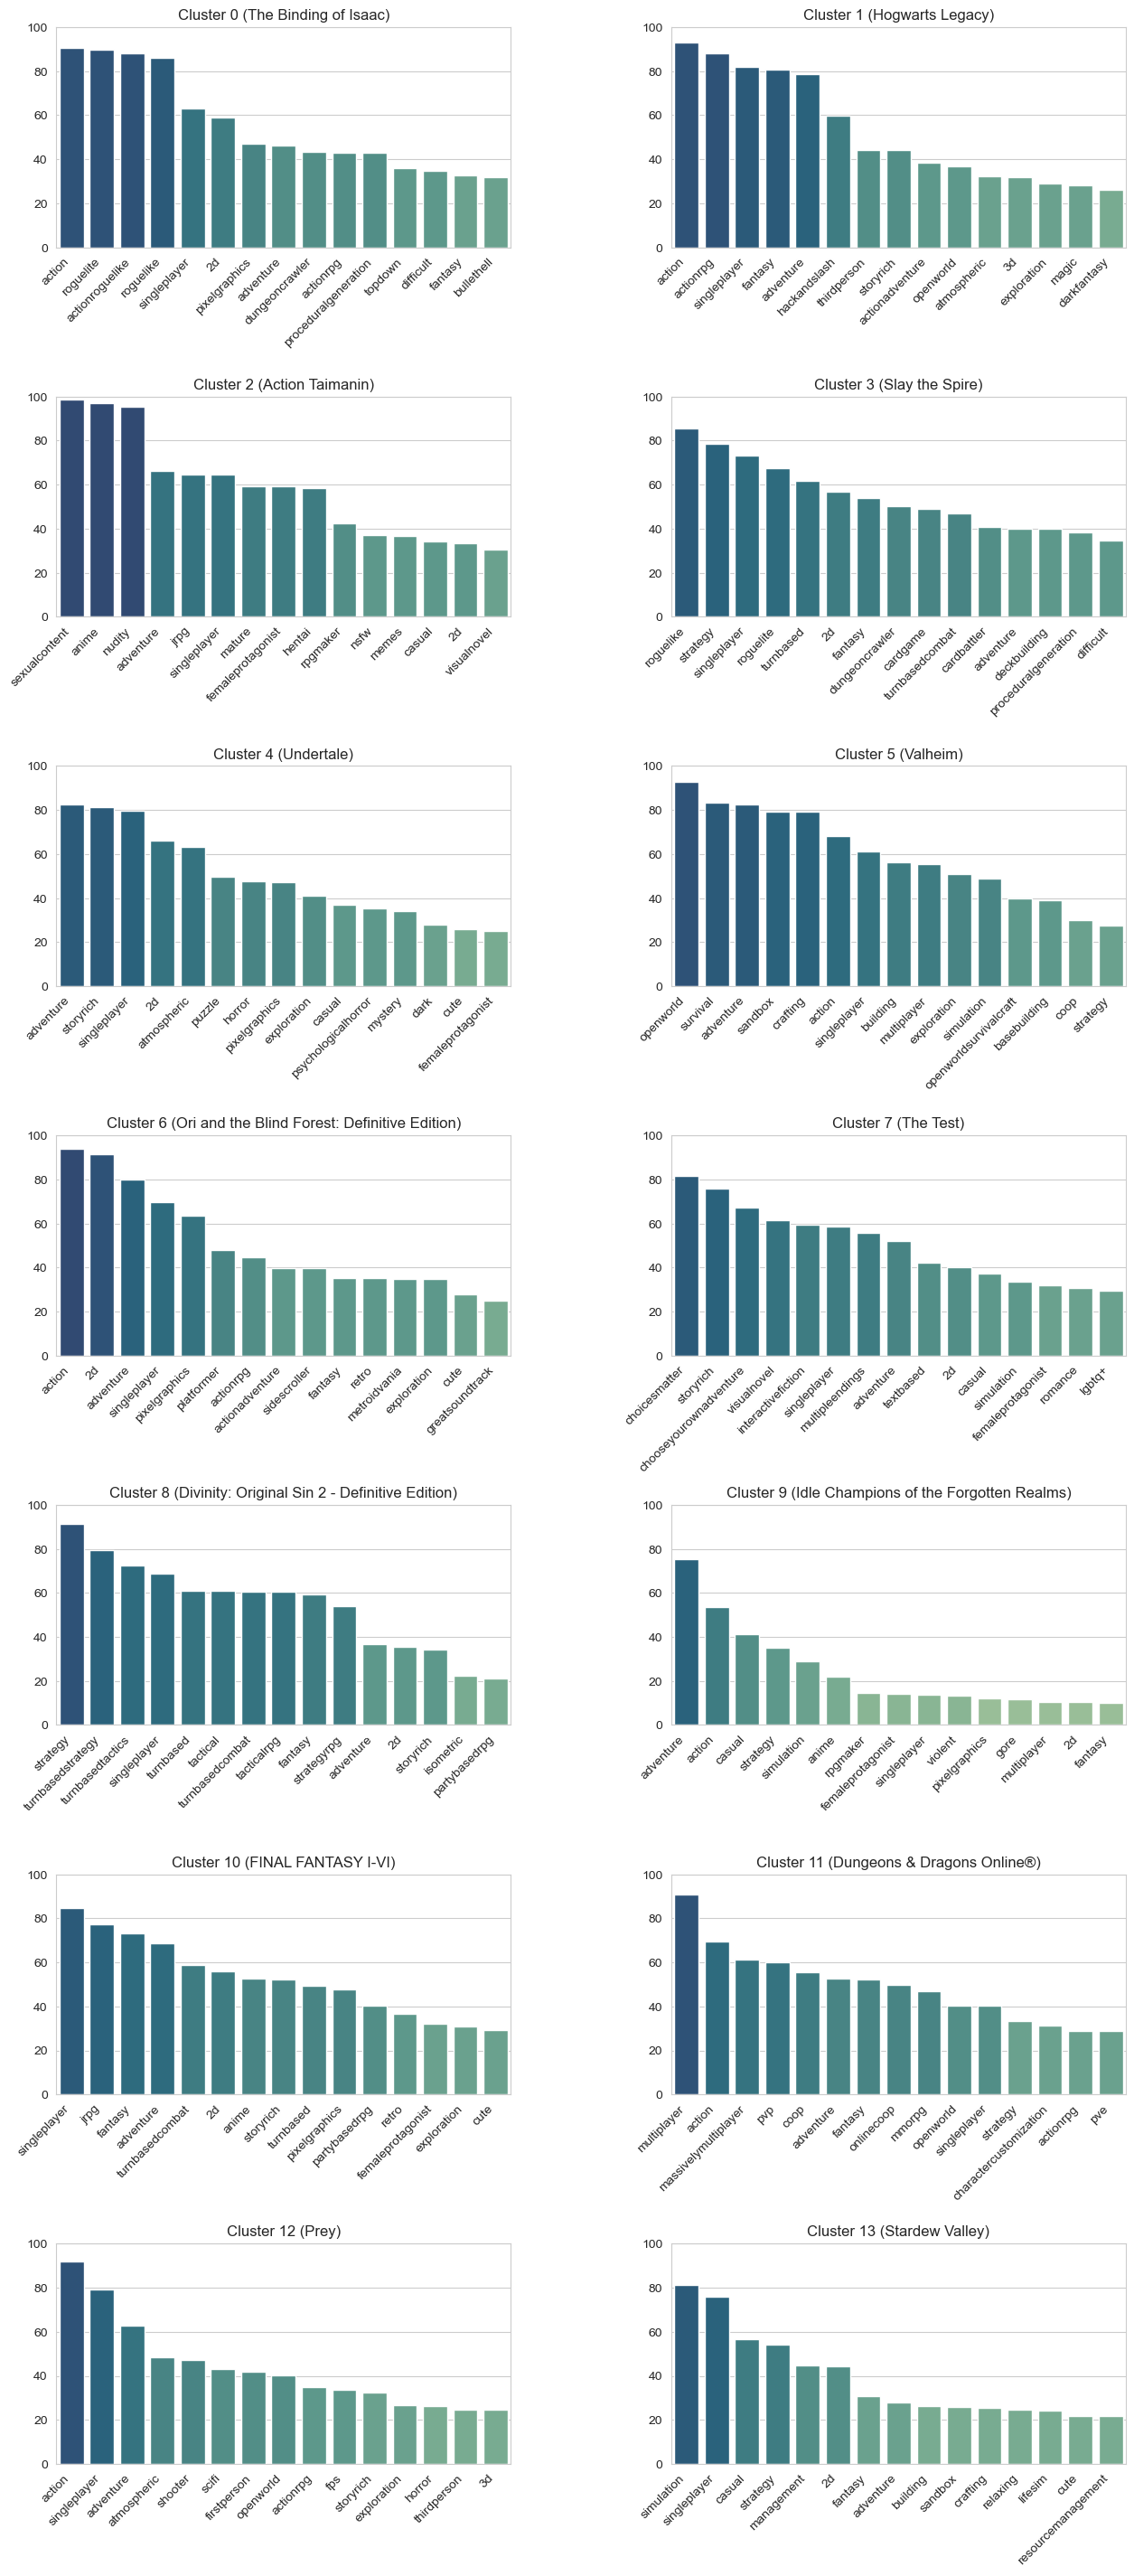 Cluster 0 (The Binding of Isaac)
100
80
60
40
20
0
action
roguelite
actionroguelike
roguelike
singleplayer
2d
pixelgraphics
adventure
dungeoncrawler
actionrpg
proceduralgeneration
topdown
difficult
fantasy
bullethell
Cluster 1 (Hogwarts Legacy)
100
80
60
40
20
0
action
actionrpg
singleplayer
fantasy
adventure
hackandslash
thirdperson
storyrich
actionadventure
openworld
atmospheric
3d
exploration
magic
darkfantasy
Cluster 2 (Action Taimanin)
100
80
60
40
20
0
sexualcontent
anime
nudity
adventure
jrpg
singleplayer
mature
femaleprotagonist
hentai
rpgmaker
nsfw
memes
casual
2d
visualnovel
Cluster 3 (Slay the Spire)
100
80
60
40
20
0
roguelike
strategy
singleplayer
roguelite
turnbased
2d
fantasy
dungeoncrawler
cardgame
turnbasedcombat
cardbattler
adventure
deckbuilding
proceduralgeneration
difficult
Cluster 4 (Undertale)
100
80
60
40
20
0
adventure
storyrich
singleplayer
2d
atmospheric
puzzle
horror
pixelgraphics
exploration
casual
psychologicalhorror
mystery
dark
cute
femaleprotagonist
Cluster 5 (Valheim)
100
80
60
40
20
0
openworld
survival
adventure
sandbox
crafting
action
singleplayer
building
multiplayer
exploration
simulation
openworldsurvivalcraft
basebuilding
coop
strategy
Cluster 6 (Ori and the Blind Forest: Definitive Edition)
100
80
60
40
20
0
action
2d
adventure
singleplayer
pixelgraphics
platformer
actionrpg
actionadventure
sidescroller
fantasy
retro
metroidvania
exploration
cute
greatsoundtrack
Cluster 7 (The Test)
100
80
60
40
20
0
choicesmatter
storyrich
chooseyourownadventure
visualnovel
interactivefiction
singleplayer
multipleendings
adventure
textbased
2d
casual
simulation
femaleprotagonist
romance
lgbtq+
Cluster 8 (Divinity: Original Sin 2 - Definitive Edition)
100
80
60
40
20
0
strategy
turnbasedstrategy
turnbasedtactics
singleplayer
turnbased
tactical
turnbasedcombat
tacticalrpg
fantasy
strategyrpg
adventure
2d
storyrich
isometric
partybasedrpg
Cluster 9 (Idle Champions of the Forgotten Realms)
100
80
60
40
20
0
adventure
action
casual
strategy
simulation
anime
rpgmaker
femaleprotagonist
singleplayer
violent
pixelgraphics
gore
multiplayer
2d
fantasy
Cluster 10 (FINAL FANTASY I-VI)
100
80
60
40
20
0
singleplayer
jrpg
fantasy
adventure
turnbasedcombat
2d
anime
storyrich
turnbased
pixelgraphics
partybasedrpg
retro
femaleprotagonist
exploration
cute
Cluster 11 (Dungeons & Dragons Online®)
100
80
60
40
20
0
multiplayer
action
massivelymultiplayer
pvp
coop
adventure
fantasy
onlinecoop
mmorpg
openworld
singleplayer
strategy
charactercustomization
actionrpg
pve
Cluster 12 (Prey)
100
80
60
40
20
0
action
singleplayer
adventure
atmospheric
shooter
scifi
firstperson
openworld
actionrpg
fps
storyrich
exploration
horror
thirdperson
3d
Cluster 13 (Stardew Valley)
100
80
60
40
20
0
simulation
singleplayer
casual
strategy
management
2d
fantasy
adventure
building
sandbox
crafting
relaxing
lifesim
cute
resourcemanagement